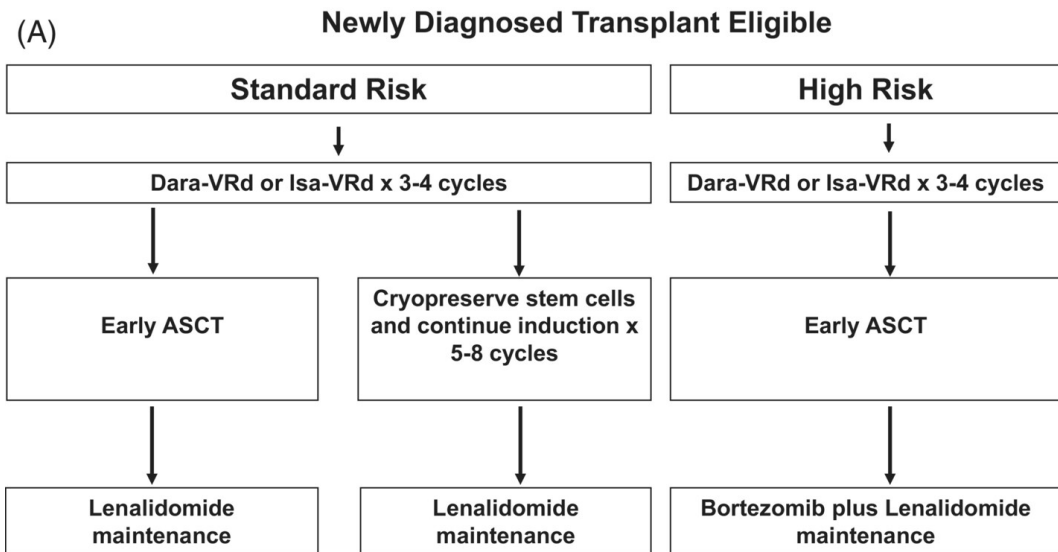 (A)
Newly Diagnosed Transplant Eligible
Standard Risk
High Risk
Dara-VRd or Isa-VRd x 3-4 cycles
Dara-VRd or Isa-VRd x 3-4 cycles
Early ASCT
Cryopreserve stem cells
and continue induction x
5-8 cycles
Early ASCT
Lenalidomide
maintenance
Lenalidomide
maintenance
Bortezomib plus Lenalidomide
maintenance